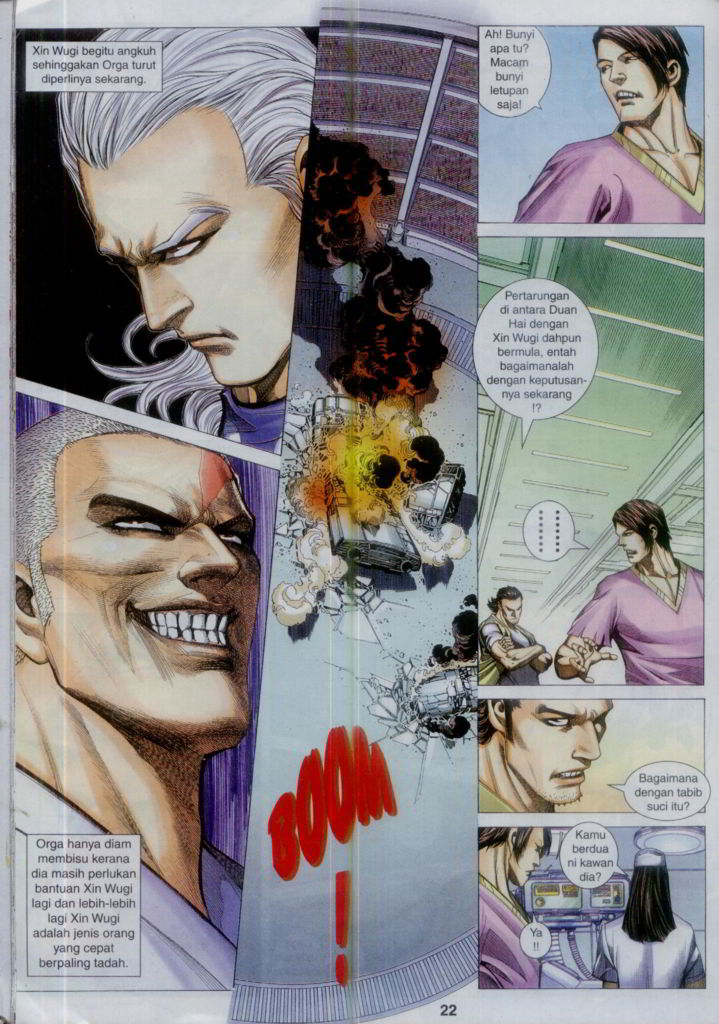 Xin Wugi begitu angkuh
sehinggakan Orga turut
diperlinya sekarang.
Orga hanya diam
membisu kerana
dia masih perlukan
bantuan Xin Wugi
lagi dan lebih-lebih
lagi Xin Wugi
adalah jenis orang
yang cepat
berpaling tadah.
BOOM
!!
Ah! Bunyi
apa tu?
Macam
bunyi
letupan
saja!
Pertarungan
di antara Duan
Hai dengan
Xin Wugi dahpun
bermula, entah
bagaimanalah
dengan keputusan-
nya sekarang
!?
Bagaimana
dengan tabib
suci itu?
Kamu
berdua
ni kawan
dia?
Ya
!!
22